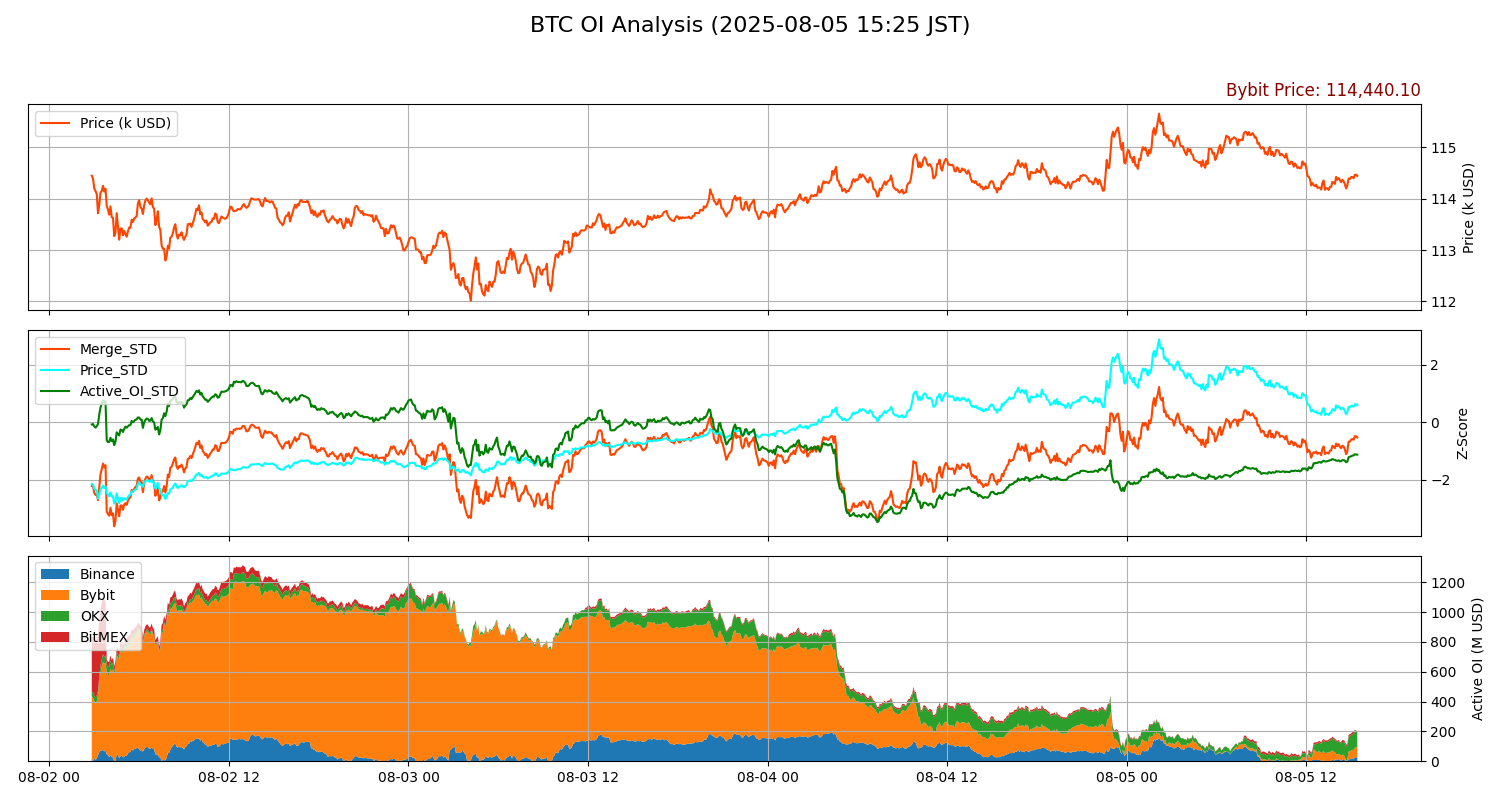 BTC OI Analysis (2025-08-05 15:25 JST)
Bybit Price: 114,440.10
Price (k USD)
115
114
113
112
Price (k USD)
Merge_STD
Price_STD
Active_OI_STD
2
0
−2
Z-Score
Binance
Bybit
OKX
BitMEX
1200
1000
800
600
400
200
0
Active OI (M USD)
08-02 00
08-02 12
08-03 00
08-03 12
08-04 00
08-04 12
08-05 00
08-05 12